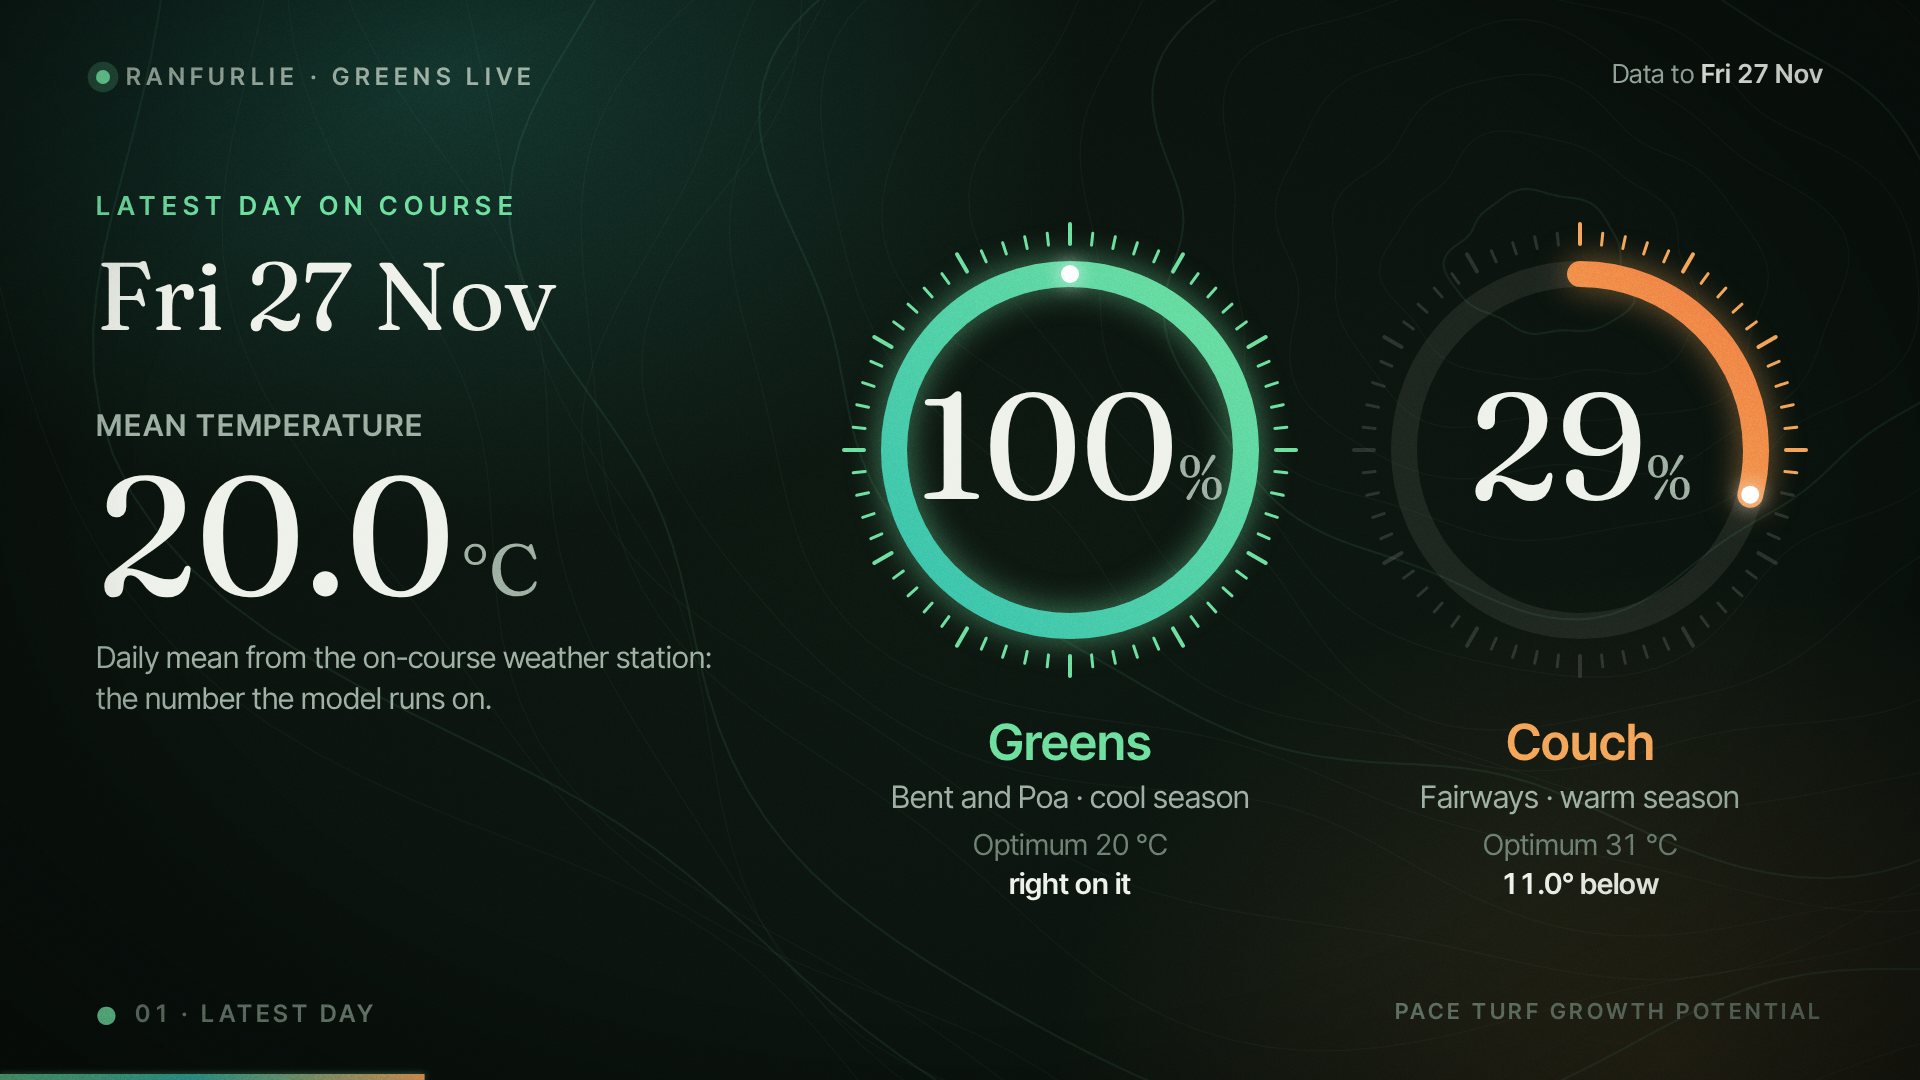 RANFURLIE · GREENS LIVE
Data to Fri 27 Nov
LATEST DAY ON COURSE
Fri 27 Nov
MEAN TEMPERATURE
20.0 °C
Daily mean from the on-course weather station:
the number the model runs on.
100%
Greens
Bent and Poa · cool season
Optimum 20 °C
right on it
29%
Couch
Fairways · warm season
Optimum 31 °C
11.0° below
01 · LATEST DAY
PACE TURF GROWTH POTENTIAL